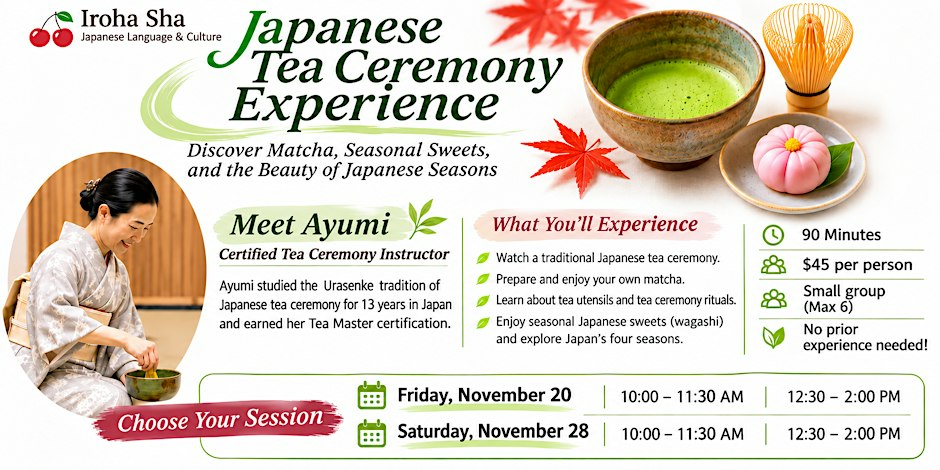 Iroha Sha
Japanese Language & Culture
Japanese
Tea Ceremony
Experience
Discover Matcha, Seasonal Sweets,
and the Beauty of Japanese Seasons
Meet Ayumi
Certified Tea Ceremony Instructor
Ayumi studied the Urasenke tradition of
Japanese tea ceremony for 13 years in Japan
and earned her Tea Master certification.
What You'll Experience
Watch a traditional Japanese tea ceremony.
Prepare and enjoy your own matcha.
Learn about tea utensils and tea ceremony rituals.
Enjoy seasonal Japanese sweets (wagashi)
and explore Japan's four seasons.
90 Minutes
$45 per person
Small group
(Max 6)
No prior
experience needed!
Choose Your Session
Friday, November 20 10:00 – 11:30 AM 12:30 – 2:00 PM
Saturday, November 28 10:00 – 11:30 AM 12:30 – 2:00 PM